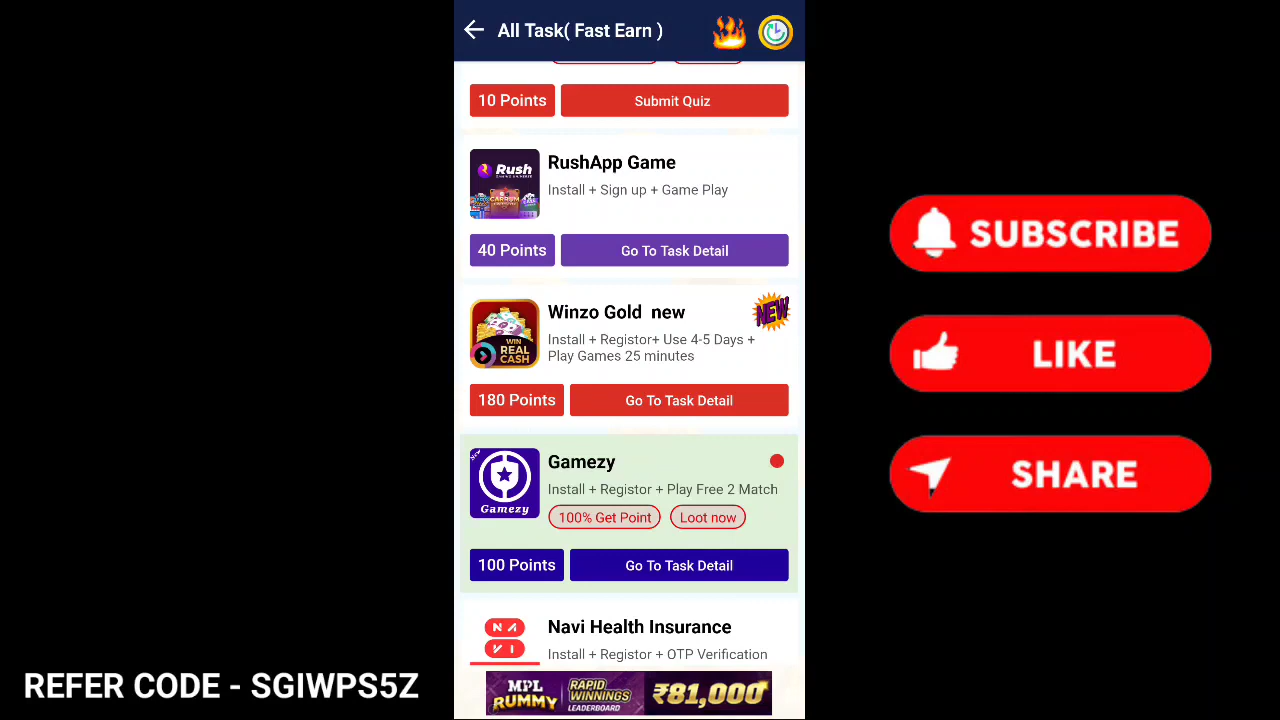 All Task( Fast Earn )
10 Points
Submit Quiz
Rush
CARROM
RushApp Game
Install + Sign up + Game Play
40 Points
Go To Task Detail
WIN
REAL
CASH
Winzo Gold  new
NEW
Install + Registor+ Use 4-5 Days +
Play Games 25 minutes
180 Points
Go To Task Detail
Gamezy
Gamezy
Install + Registor + Play Free 2 Match
100% Get Point
Loot now
100 Points
Go To Task Detail
NAVI
Navi Health Insurance
Install + Registor + OTP Verification
MPL
RUMMY
RAPID
WINNINGS
LEADERBOARD
₹81,000*
SUBSCRIBE
LIKE
SHARE
REFER CODE - SGIWPS5Z